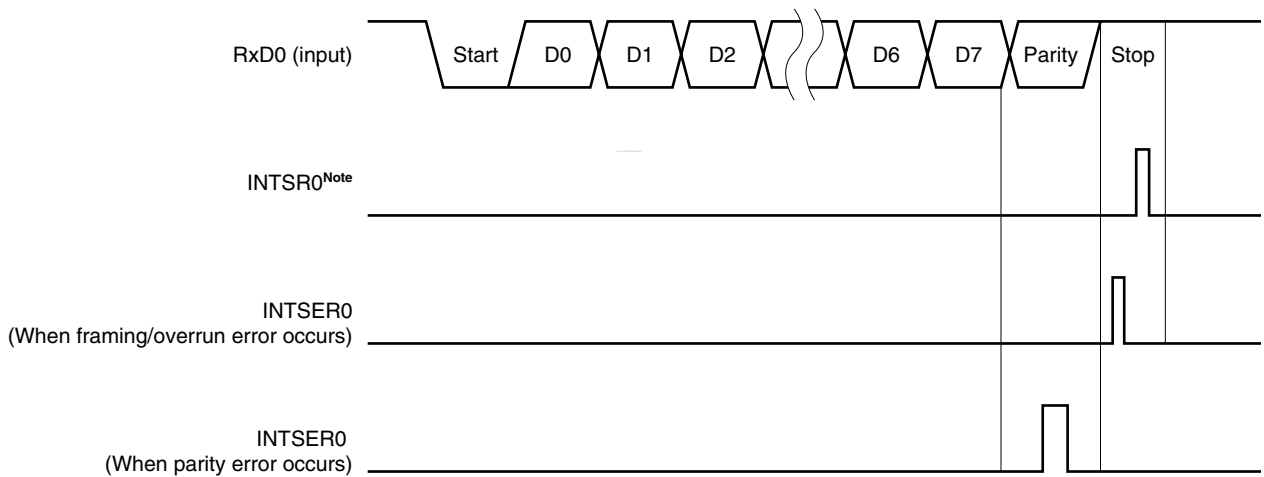 RxD0 (input) Start D0 D1 D2 D6 D7 Parity Stop
INTSR0Note
INTSER0
(When framing/overrun error occurs)
INTSER0
(When parity error occurs)